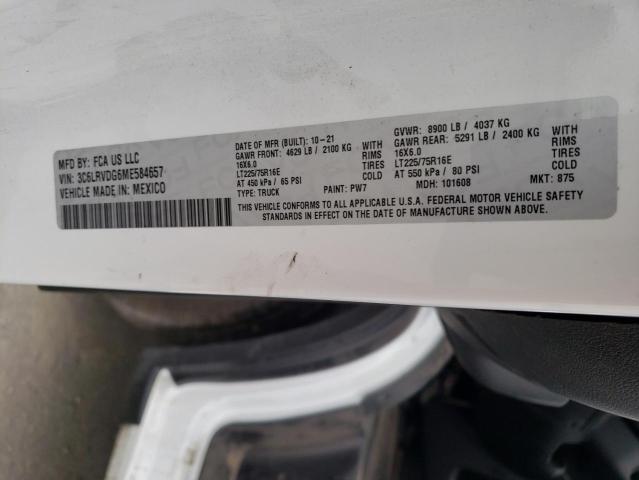 MFD BY: FCA US LLC
VIN: 3C6LRVDG6ME584657
VEHICLE MADE IN: MEXICO
DATE OF MFR (BUILT): 10-21
GAWR FRONT: 4629 LB / 2100 KG WITH
16X6.0 RIMS
LT225/75R16E TIRES
AT 450 kPa / 65 PSI COLD
TYPE: TRUCK PAINT: PW7
GVWR: 8900 LB / 4037 KG
GAWR REAR: 5291 LB / 2400 KG WITH
16X6.0 RIMS
LT225/75R16E TIRES
AT 550 kPa / 80 PSI COLD
MDH: 101608 MKT: 875
THIS VEHICLE CONFORMS TO ALL APPLICABLE U.S.A. FEDERAL MOTOR VEHICLE SAFETY
STANDARDS IN EFFECT ON THE DATE OF MANUFACTURE SHOWN ABOVE.